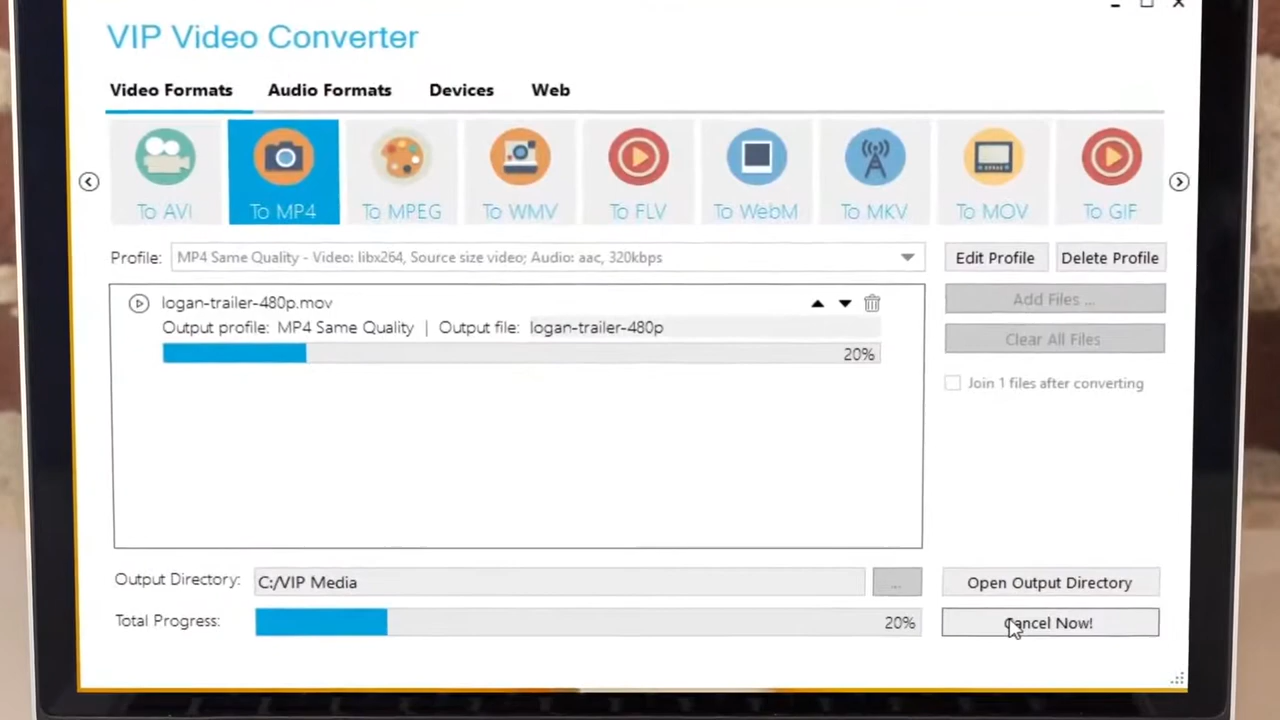 VIP Video Converter
Video Formats Audio Formats Devices Web
To AVI To MP4 To MPEG To WMV To FLV To WebM To MKV To MOV To GIF
Profile: MP4 Same Quality - Video: libx264, Source size video; Audio: aac, 320kbps Edit Profile Delete Profile
logan-trailer-480p.mov Add Files ...
Output profile: MP4 Same Quality | Output file: logan-trailer-480p
Clear All Files
20%
Join 1 files after converting
Output Directory: C:/VIP Media ... Open Output Directory
Total Progress: 20% Cancel Now!